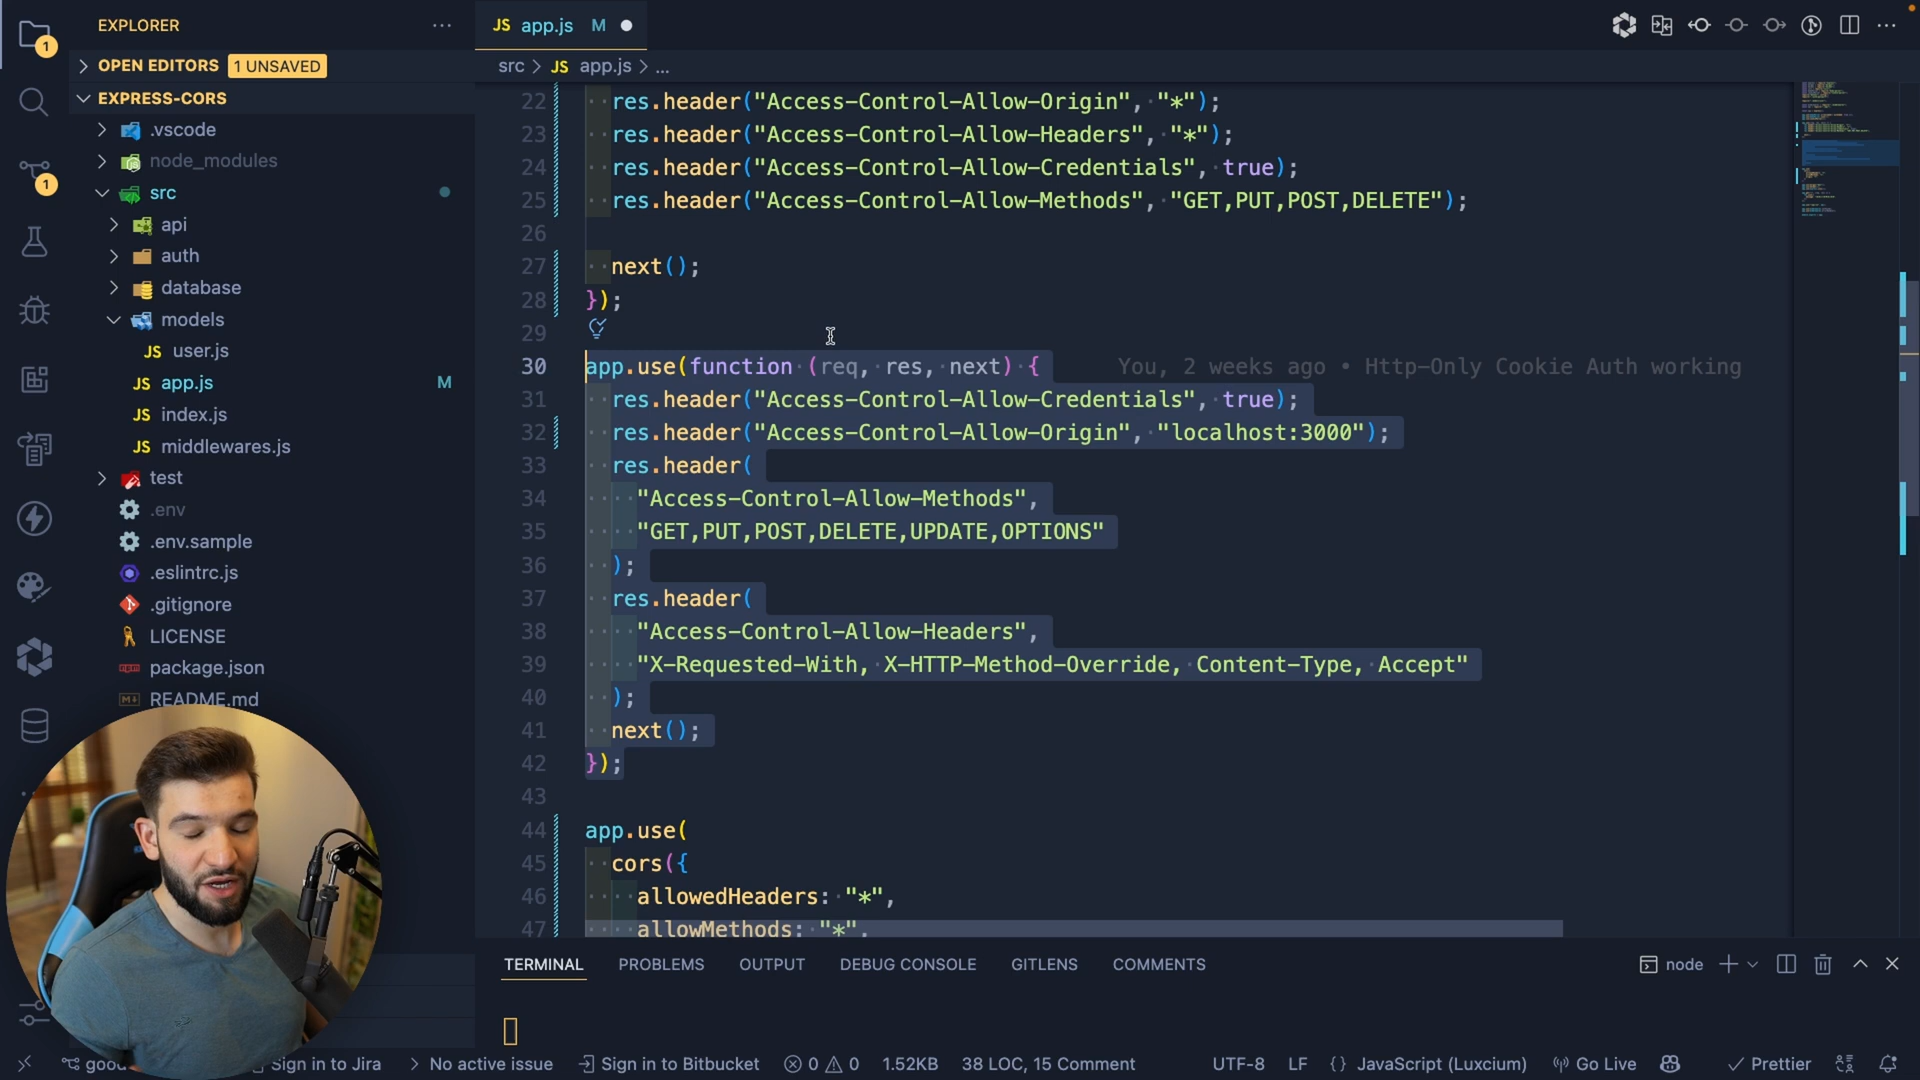 EXPLORER
OPEN EDITORS 1 UNSAVED
EXPRESS-CORS
.vscode
node_modules
src
api
auth
database
models
JS user.js
JS app.js M
JS index.js
JS middlewares.js
test
.env
.env.sample
.eslintrc.js
.gitignore
LICENSE
package.json
README.md
1
1
JS app.js M
src > JS app.js > ...
22 res.header("Access-Control-Allow-Origin", "*");
23 res.header("Access-Control-Allow-Headers", "*");
24 res.header("Access-Control-Allow-Credentials", true);
25 res.header("Access-Control-Allow-Methods", "GET,PUT,POST,DELETE");
26
27 next();
28 });
29
30 app.use(function (req, res, next) { You, 2 weeks ago • Http-Only Cookie Auth working
31 res.header("Access-Control-Allow-Credentials", true);
32 res.header("Access-Control-Allow-Origin", "localhost:3000");
33 res.header(
34 "Access-Control-Allow-Methods",
35 "GET,PUT,POST,DELETE,UPDATE,OPTIONS"
36 );
37 res.header(
38 "Access-Control-Allow-Headers",
39 "X-Requested-With, X-HTTP-Method-Override, Content-Type, Accept"
40 );
41 next();
42 });
43
44 app.use(
45 cors({
46 allowedHeaders: "*",
47 allowMethods: "*",
TERMINAL PROBLEMS OUTPUT DEBUG CONSOLE GITLENS COMMENTS node
Sign in to Jira No active issue Sign in to Bitbucket 0 0 1.52KB 38 LOC, 15 Comment UTF-8 LF {} JavaScript (Luxcium) Go Live Prettier